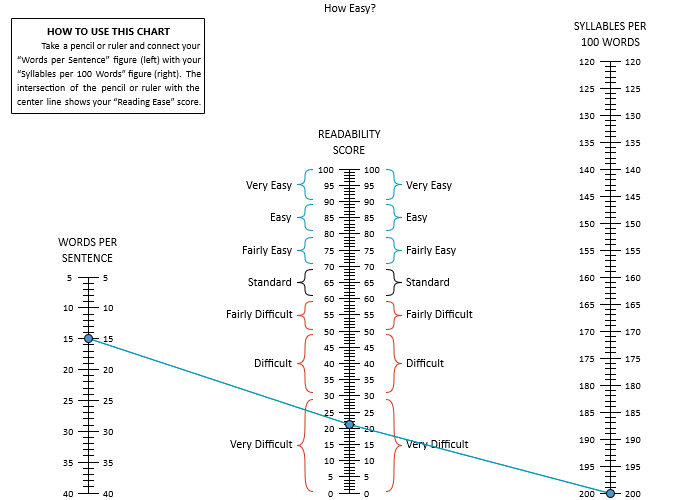 How Easy?
HOW TO USE THIS CHART
Take a pencil or ruler and connect your
“Words per Sentence” figure (left) with your
“Syllables per 100 Words” figure (right). The
intersection of the pencil or ruler with the
center line shows your “Reading Ease” score.
SYLLABLES PER
100 WORDS
120 120
125 125
130 130
135 135
140 140
145 145
150 150
155 155
160 160
165 165
170 170
175 175
180 180
185 185
190 190
195 195
200 200
READABILITY
SCORE
100 100
Very Easy 95 95 Very Easy
90 90
Easy 85 85 Easy
80 80
Fairly Easy 75 75 Fairly Easy
70 70
Standard 65 65 Standard
60 60
Fairly Difficult 55 55 Fairly Difficult
50 50
45 45
Difficult 40 40 Difficult
35 35
30 30
25 25
20 20
Very Difficult 15 15 Very Difficult
10 10
5 5
0 0
WORDS PER
SENTENCE
5 5
10 10
15 15
20 20
25 25
30 30
35 35
40 40